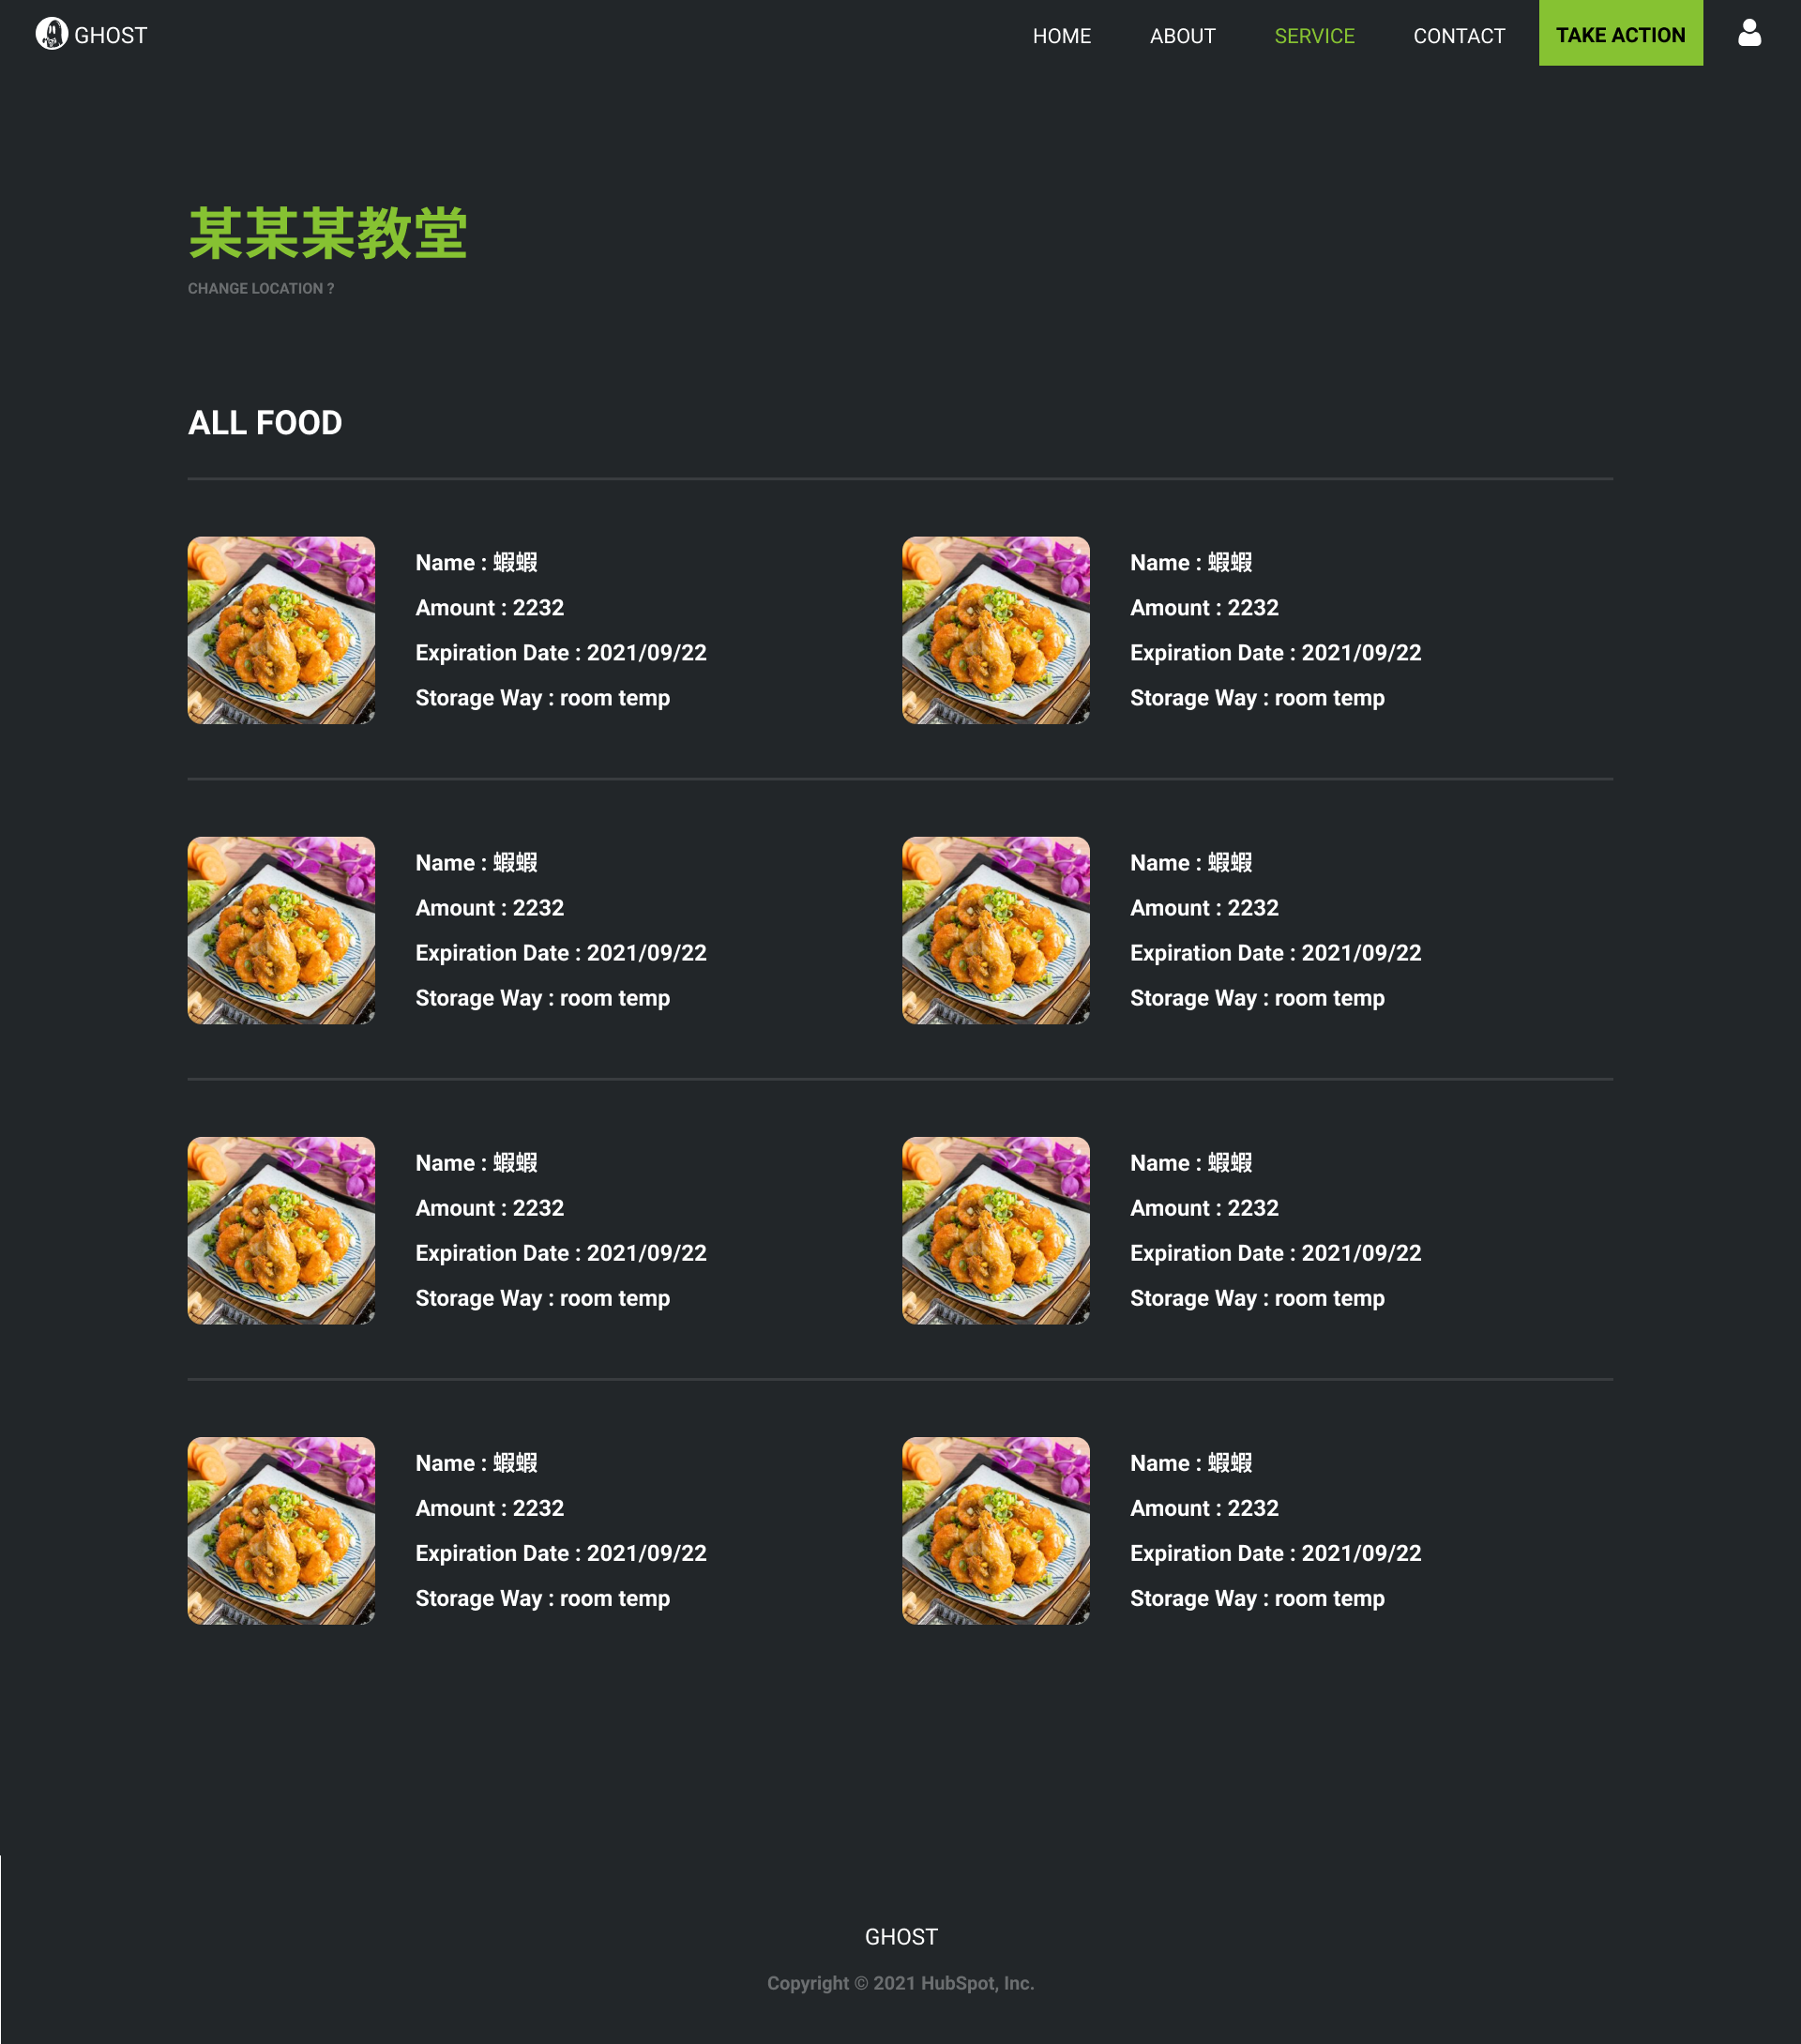 GHOST
HOME ABOUT SERVICE CONTACT TAKE ACTION
某某某教堂
CHANGE LOCATION ?
ALL FOOD
Name : 蝦蝦
Amount : 2232
Expiration Date : 2021/09/22
Storage Way : room temp
Name : 蝦蝦
Amount : 2232
Expiration Date : 2021/09/22
Storage Way : room temp
Name : 蝦蝦
Amount : 2232
Expiration Date : 2021/09/22
Storage Way : room temp
Name : 蝦蝦
Amount : 2232
Expiration Date : 2021/09/22
Storage Way : room temp
Name : 蝦蝦
Amount : 2232
Expiration Date : 2021/09/22
Storage Way : room temp
Name : 蝦蝦
Amount : 2232
Expiration Date : 2021/09/22
Storage Way : room temp
Name : 蝦蝦
Amount : 2232
Expiration Date : 2021/09/22
Storage Way : room temp
Name : 蝦蝦
Amount : 2232
Expiration Date : 2021/09/22
Storage Way : room temp
GHOST
Copyright © 2021 HubSpot, Inc.